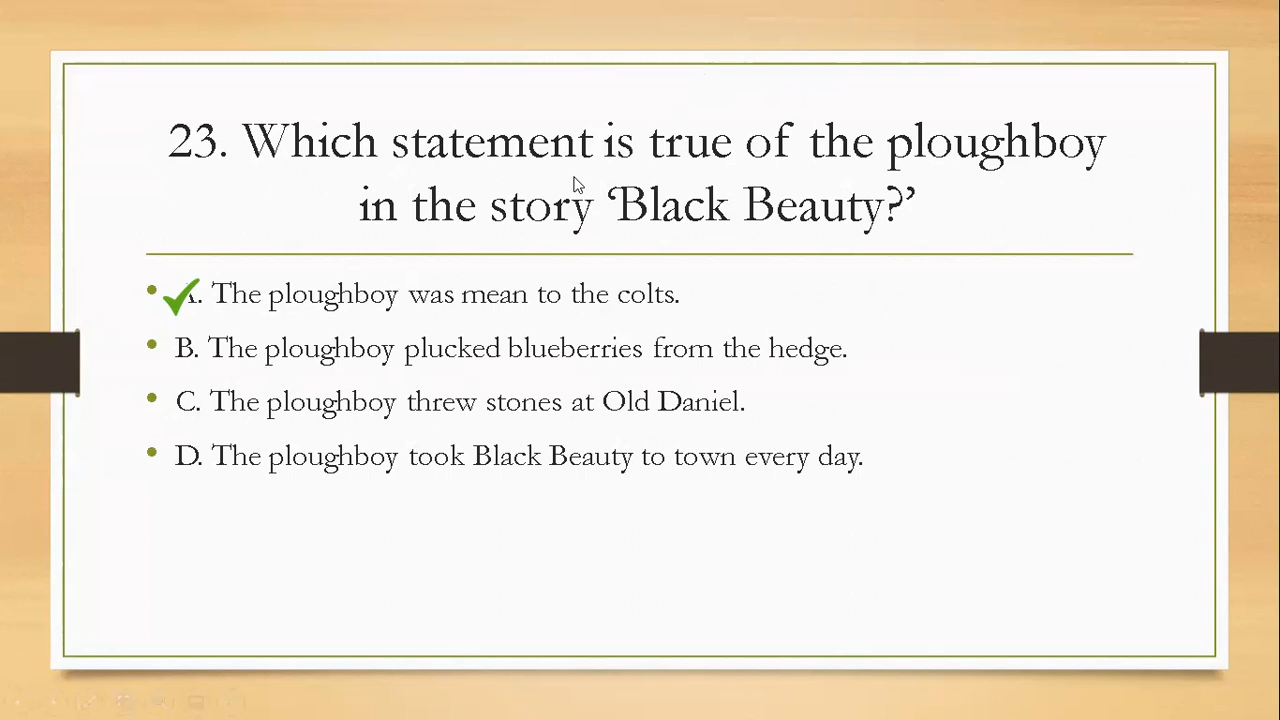 23. Which statement is true of the ploughboy
in the story ‘Black Beauty?’
• A. The ploughboy was mean to the colts.
• B. The ploughboy plucked blueberries from the hedge.
• C. The ploughboy threw stones at Old Daniel.
• D. The ploughboy took Black Beauty to town every day.